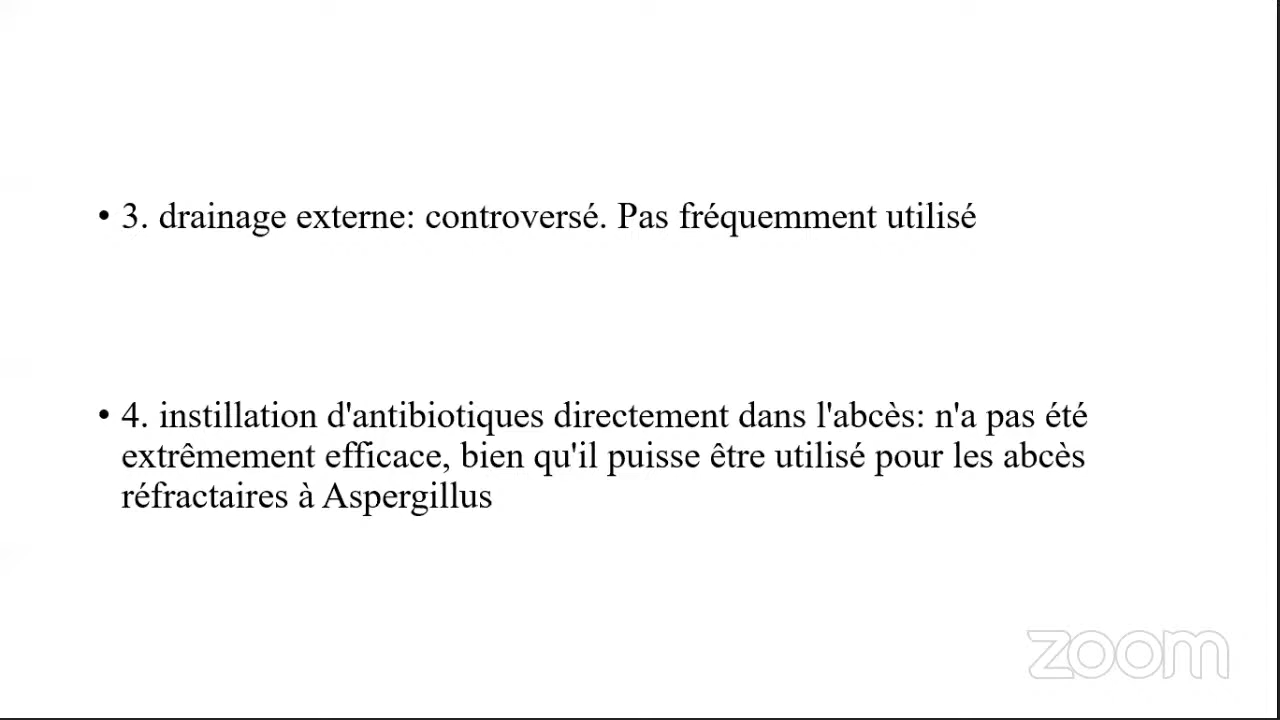 • 3. drainage externe: controversé. Pas fréquemment utilisé
• 4. instillation d'antibiotiques directement dans l'abcès: n'a pas été
extrêmement efficace, bien qu'il puisse être utilisé pour les abcès
réfractaires à Aspergillus
zoom